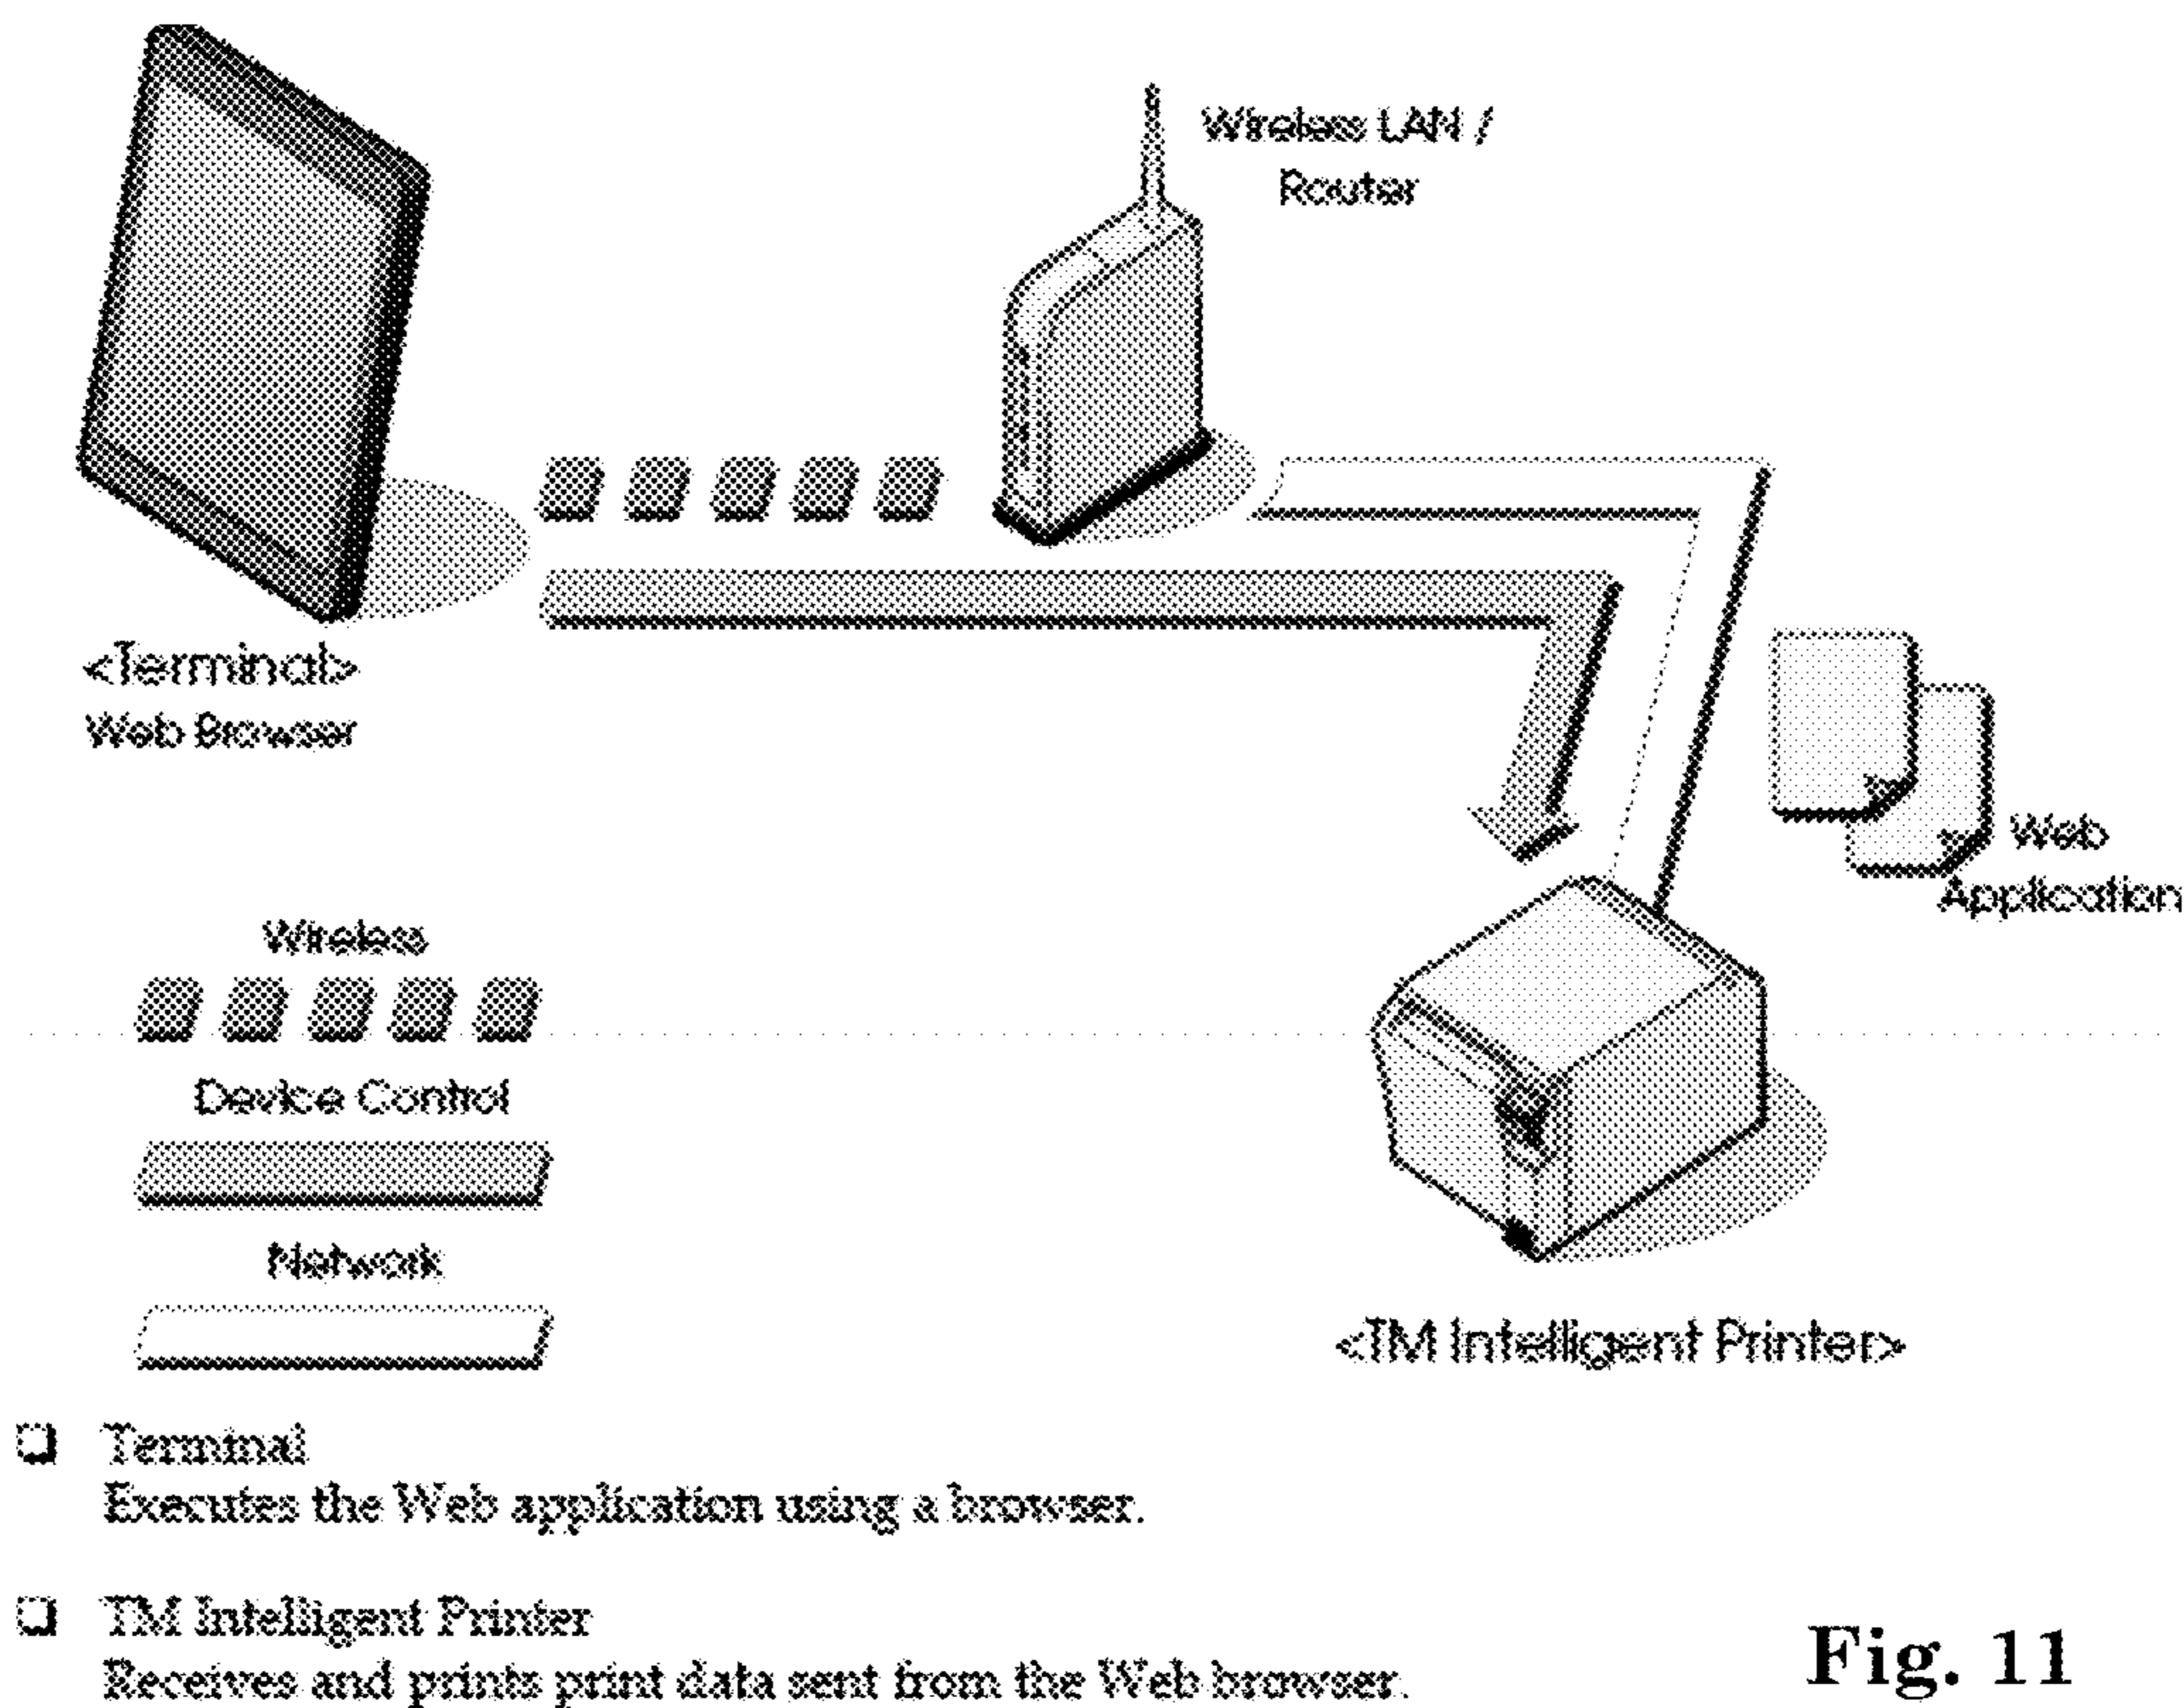 Wireless LAN /
Router
<Terminal>
Web Browser
Web
Application
Wireless
Device Control
Network
<TM Intelligent Printer>
Terminal
Executes the Web application using a browser.
TM Intelligent Printer
Receives and prints print data sent from the Web browser.
Fig. 11